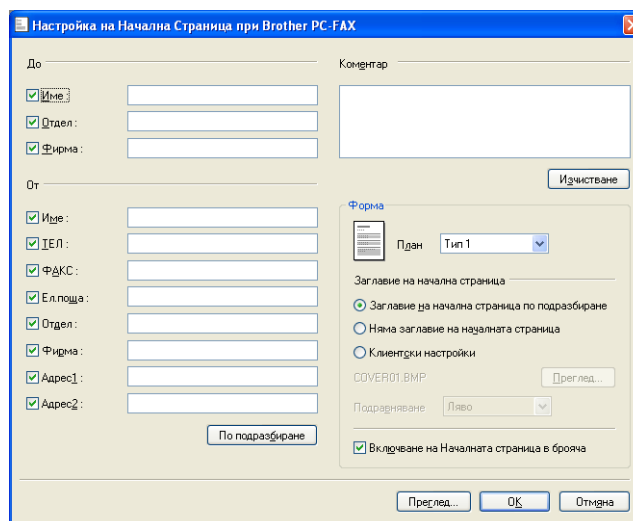 Настройка на Начална Страница при Brother PC-FAX
До
Име :
Отдел :
Фирма :
От
Име :
ТЕЛ :
ФАКС :
Ел.поща :
Отдел :
Фирма :
Адрес1 :
Адрес2 :
По подразбиране
Коментар
Изчистване
Форма
План
Тип 1
Заглавие на начална страница
Заглавие на начална страница по подразбиране
Няма заглавие на началната страница
Клиентски настройки
COVER01.BMP
Преглед...
Подравняване
Ляво
Включване на Началната страница в брояча
Преглед...
OK
Отмяна